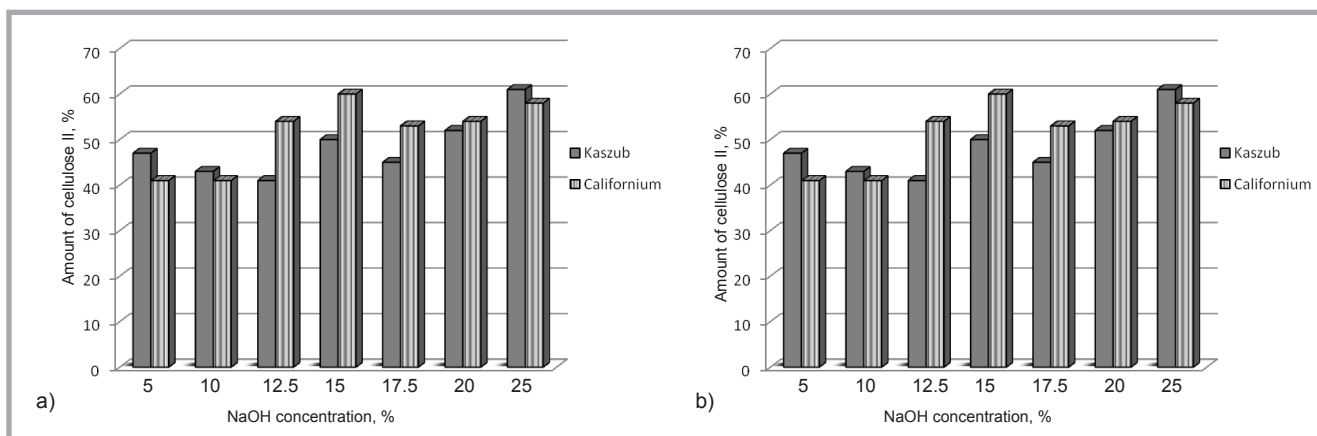 a)
Amount of cellulose II, %
70
60
50
40
30
20
10
0
5 10 12.5 15 17.5 20 25
NaOH concentration, %
Kaszub
Californium
b)
Amount of cellulose II, %
70
60
50
40
30
20
10
0
5 10 12.5 15 17.5 20 25
NaOH concentration, %
Kaszub
Californium